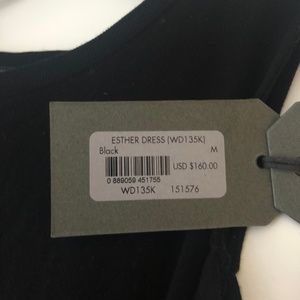 ESTHER DRESS (WD135K)
Black M
USD $160.00
0 889059 451755
WD135K 151576